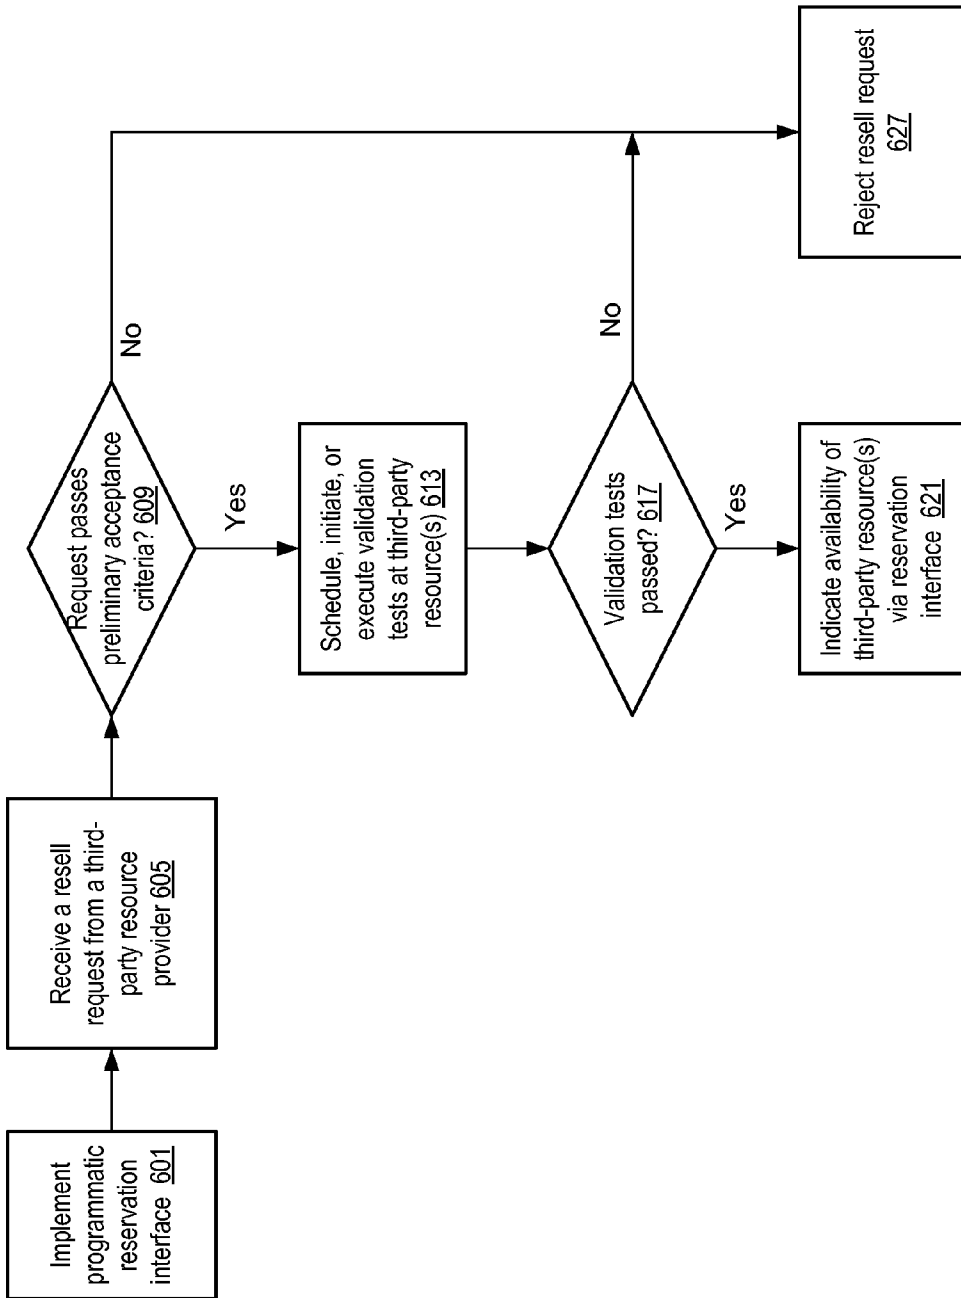 Implement
programmatic
reservation
interface 601
Receive a resell
request from a third-
party resource
provider 605
Request passes
preliminary acceptance
criteria? 609
No
Yes
Schedule, initiate, or
execute validation
tests at third-party
resource(s) 613
Validation tests
passed? 617
No
Yes
Indicate availability of
third-party resource(s)
via reservation
interface 621
Reject resell request
627